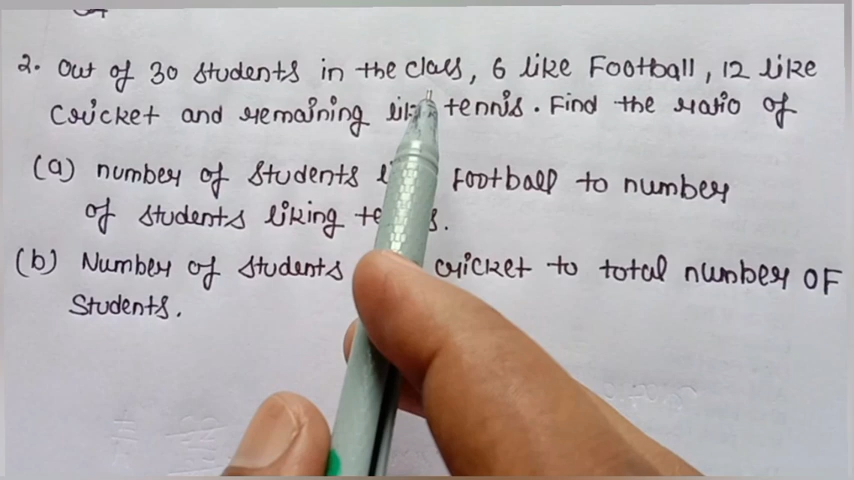 2. Out of 30 students in the class, 6 like Football, 12 like
Cricket and remaining tennis. Find the ratio of
(a) number of students Football to number
of students liking
(b) Number of students cricket to total number OF
Students.